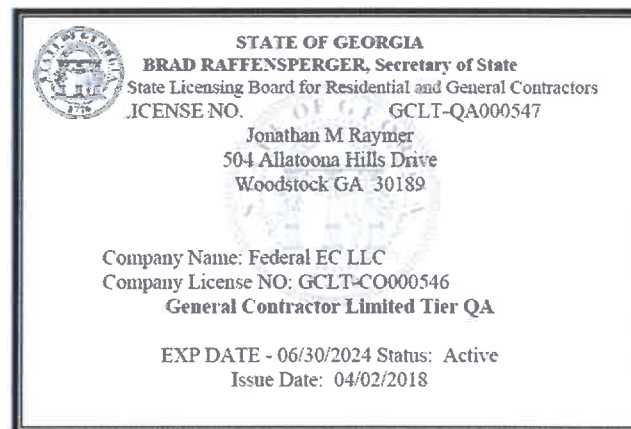 STATE OF GEORGIA
BRAD RAFFENSPERGER, Secretary of State
State Licensing Board for Residential and General Contractors
LICENSE NO. GCLT-QA000547
Jonathan M Raymer
504 Allatoona Hills Drive
Woodstock GA 30189
Company Name: Federal EC LLC
Company License NO: GCLT-CO000546
General Contractor Limited Tier QA
EXP DATE - 06/30/2024 Status: Active
Issue Date: 04/02/2018
1776